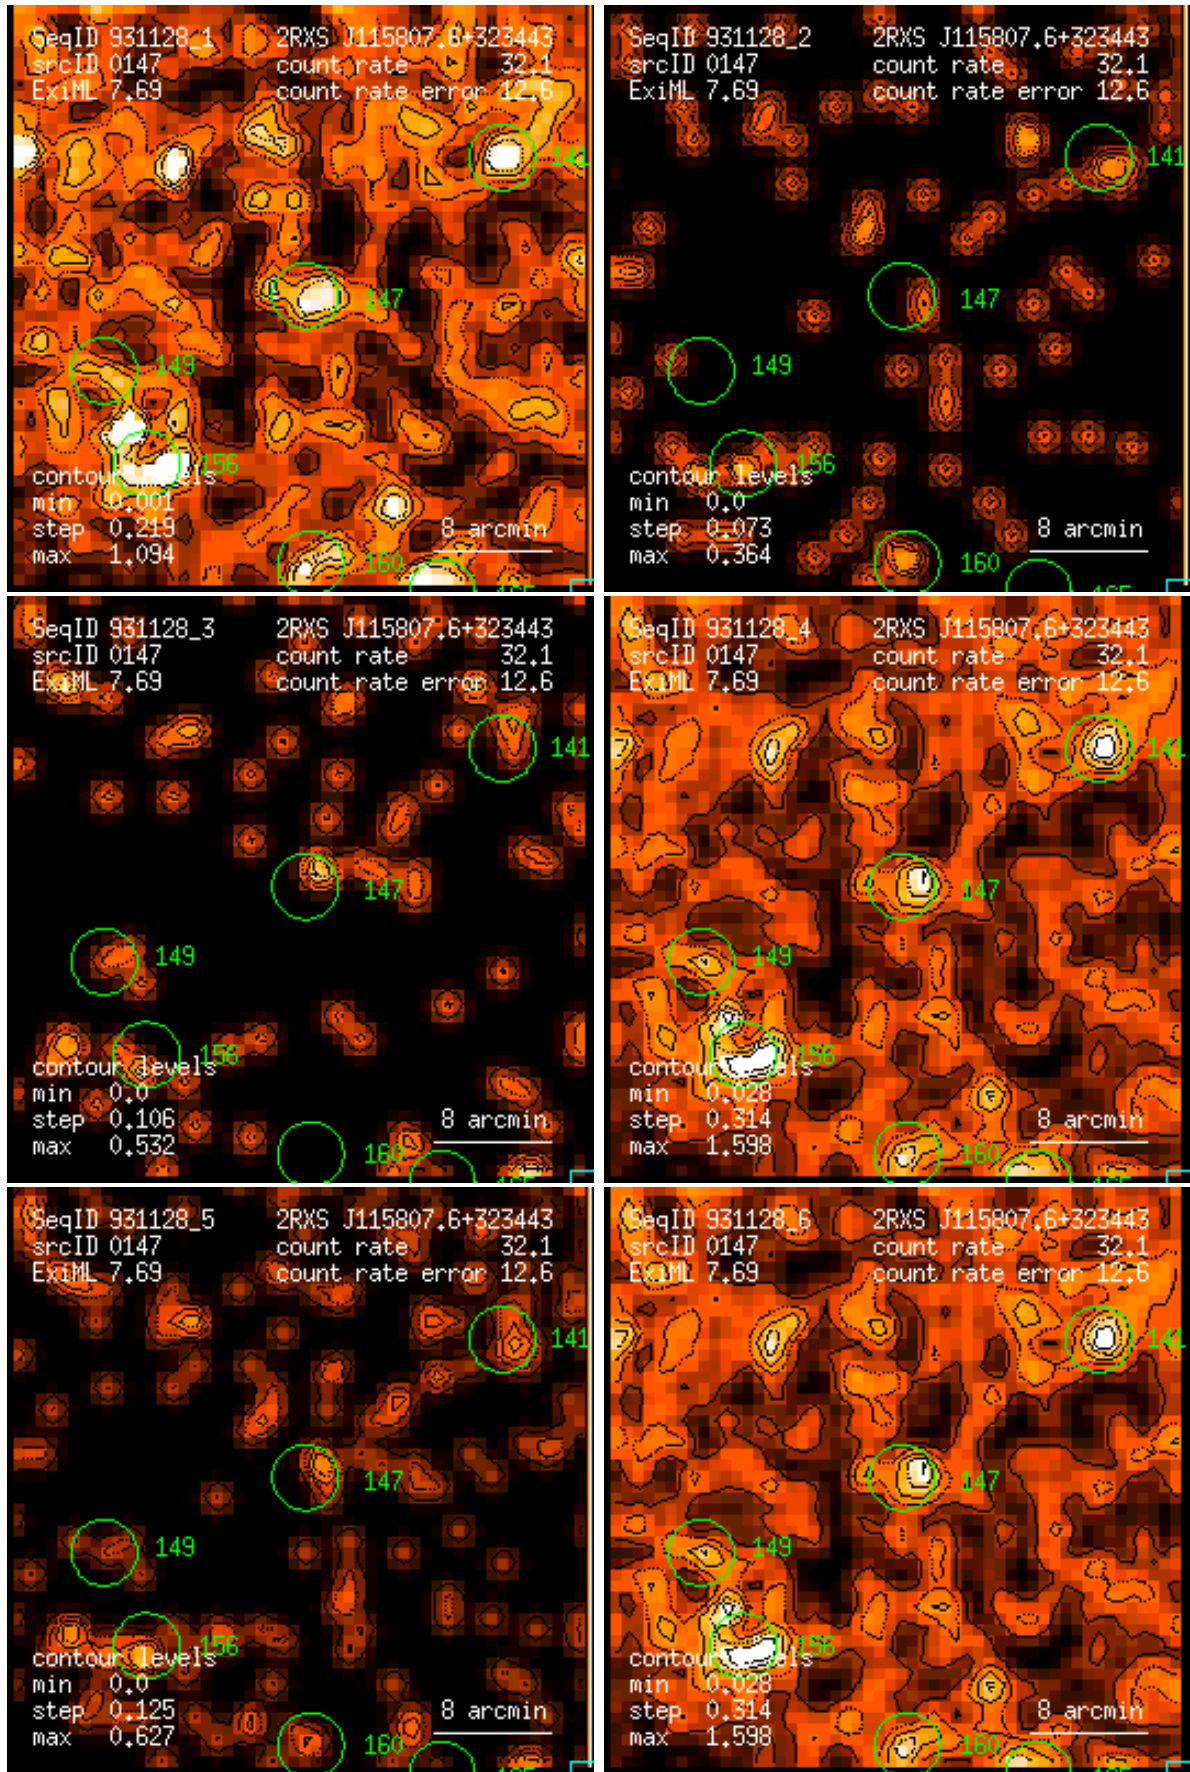 SeqID 931128_1 2RXS J115807.6+323443
srcID 0147 count rate 32.1
ExiML 7.69 count rate error 12.6
141
147
149
156
contour levels
min 0.001
step 0.219 8 arcmin
max 1.094 160
SeqID 931128_2 2RXS J115807.6+323443
srcID 0147 count rate 32.1
ExiML 7.69 count rate error 12.6
141
147
149
156
contour levels
min 0.0
step 0.073 8 arcmin
max 0.364 160
SeqID 931128_3 2RXS J115807.6+323443
srcID 0147 count rate 32.1
ExiML 7.69 count rate error 12.6
141
147
149
156
contour levels
min 0.0
step 0.106 8 arcmin
max 0.532 160
SeqID 931128_4 2RXS J115807.6+323443
srcID 0147 count rate 32.1
ExiML 7.69 count rate error 12.6
141
147
149
156
contour levels
min 0.028
step 0.314 8 arcmin
max 1.598 160
SeqID 931128_5 2RXS J115807.6+323443
srcID 0147 count rate 32.1
ExiML 7.69 count rate error 12.6
141
147
149
156
contour levels
min 0.0
step 0.125 8 arcmin
max 0.627 160
SeqID 931128_6 2RXS J115807.6+323443
srcID 0147 count rate 32.1
ExiML 7.69 count rate error 12.6
141
147
149
156
contour levels
min 0.028
step 0.314 8 arcmin
max 1.598 160